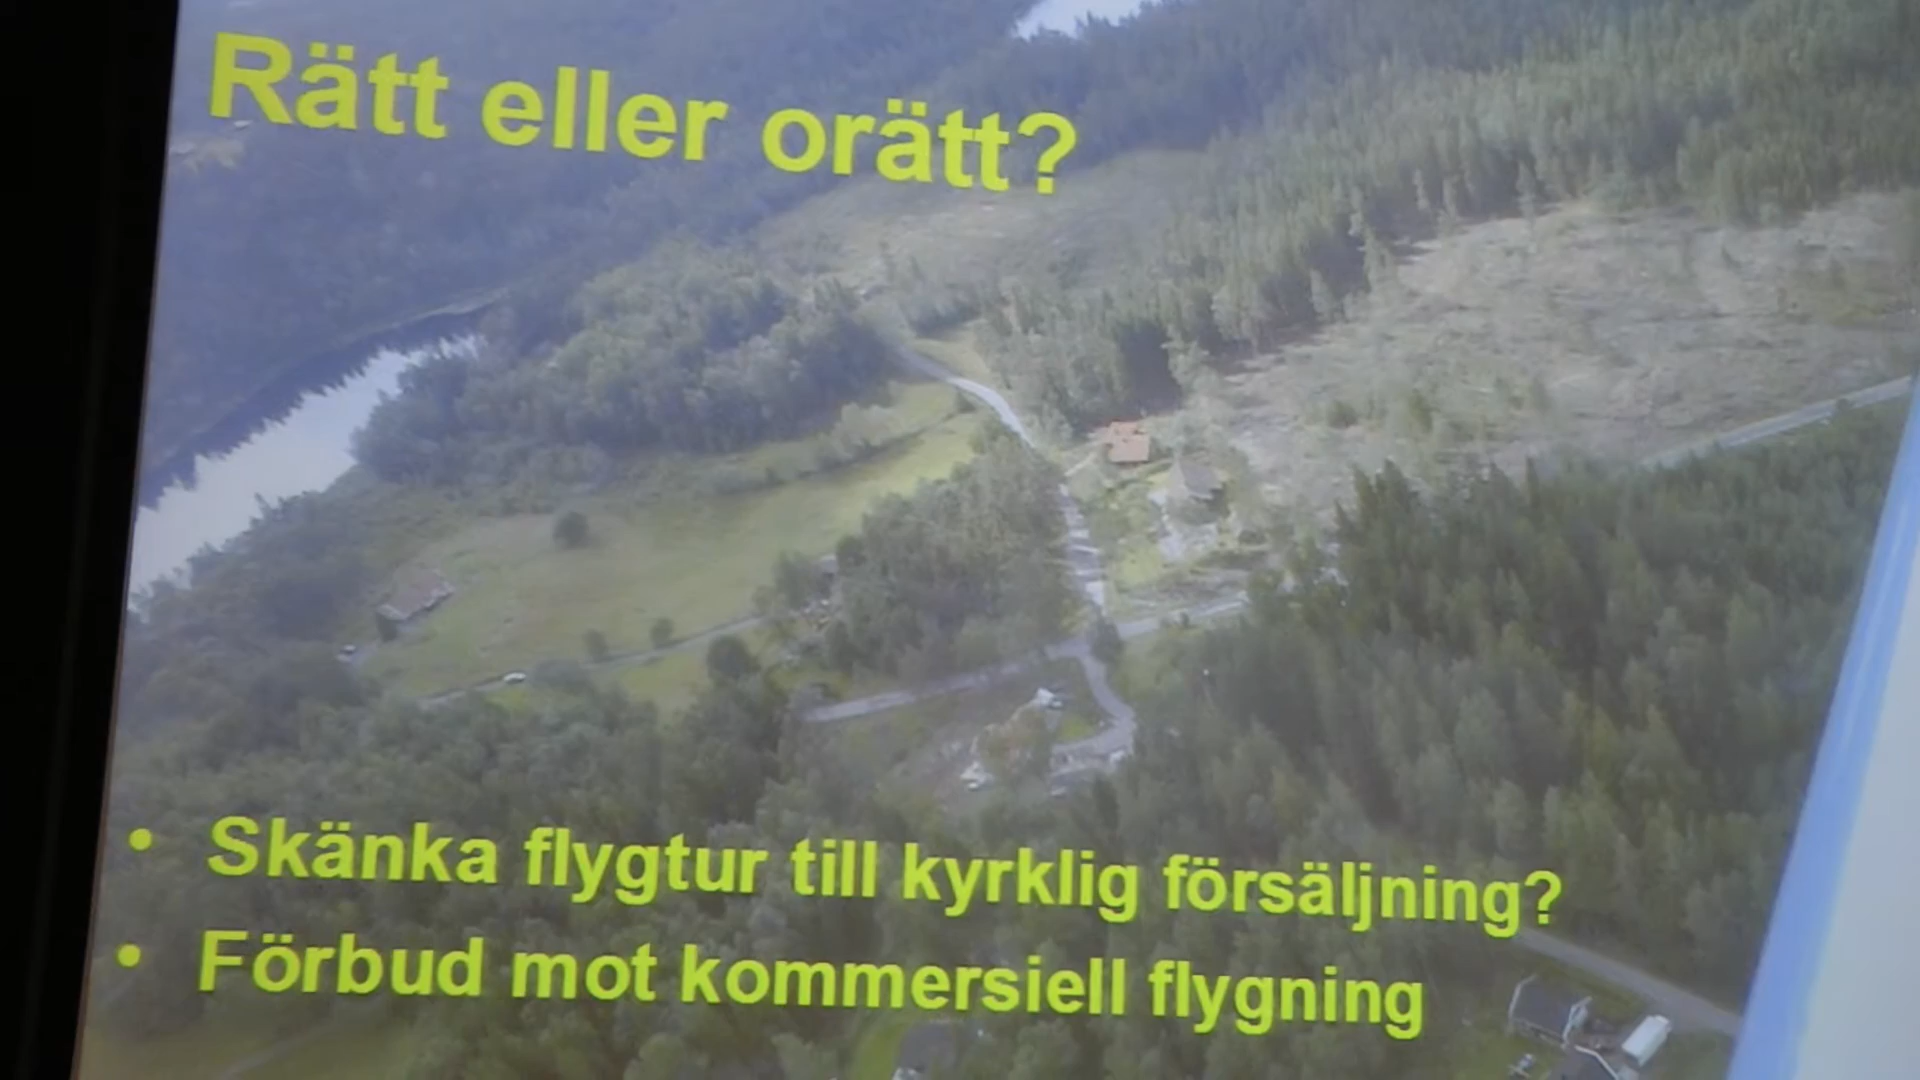 Rätt eller orätt?
• Skänka flygtur till kyrklig försäljning?
• Förbud mot kommersiell flygning